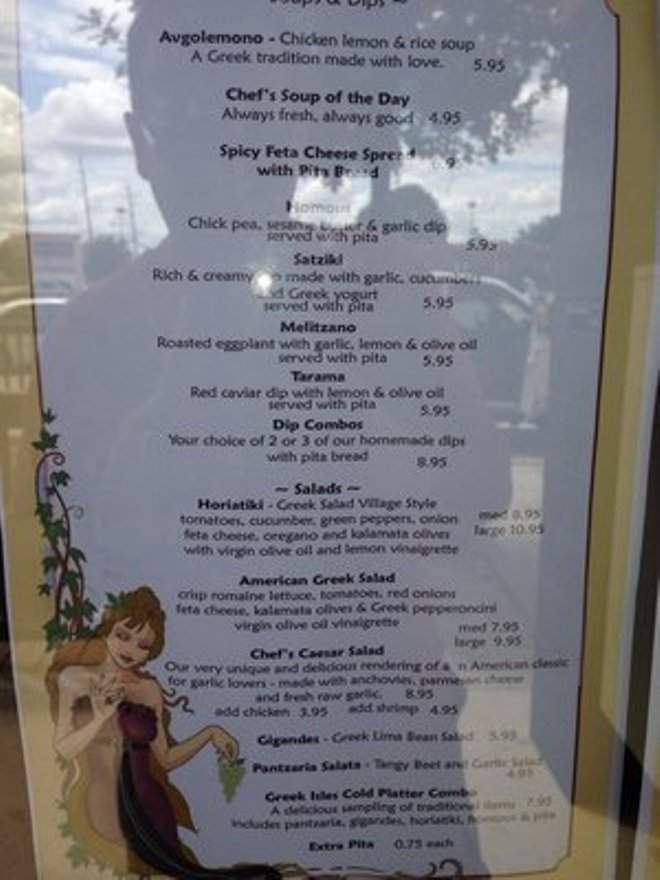 Soups & Dips ~
Avgolemono - Chicken lemon & rice soup
A Greek tradition made with love. 5.95
Chef's Soup of the Day
Always fresh, always good 4.95
Spicy Feta Cheese Spread
with Pita Bread
Homous
Chick pea, sesame butter & garlic dip
served with pita 5.95
Satziki
Rich & creamy made with garlic, cucumbers
and Greek yogurt
served with pita 5.95
Melitzano
Roasted eggplant with garlic, lemon & olive oil
served with pita 5.95
Tarama
Red caviar dip with lemon & olive oil
served with pita 5.95
Dip Combos
Your choice of 2 or 3 of our homemade dips
with pita bread 8.95
~ Salads ~
Horiatiki - Greek Salad Village Style
tomatoes, cucumber, green peppers, onion med 8.95
feta cheese, oregano and kalamata olives large 10.95
with virgin olive oil and lemon vinaigrette
American Greek Salad
crisp romaine lettuce, tomatoes, red onions
feta cheese, kalamata olives & Greek pepperoncini
virgin olive oil vinaigrette med 7.95
large 9.95
Chef's Caesar Salad
Our very unique and delicious rendering of a n American classic
for garlic lovers - made with anchovies, parmesan cheese
and fresh raw garlic. 8.95
add chicken 3.95 add shrimp 4.95
Gigandes - Greek Lima Bean Salad 5.95
Pantzaria Salata - Tangy Beet and Garlic Salad
4.95
Greek Isles Cold Platter Combo
A delicious sampling of traditional items 7.95
includes pantzaria, gigandes, horiatiki, homous & pita
Extra Pita 0.75 each